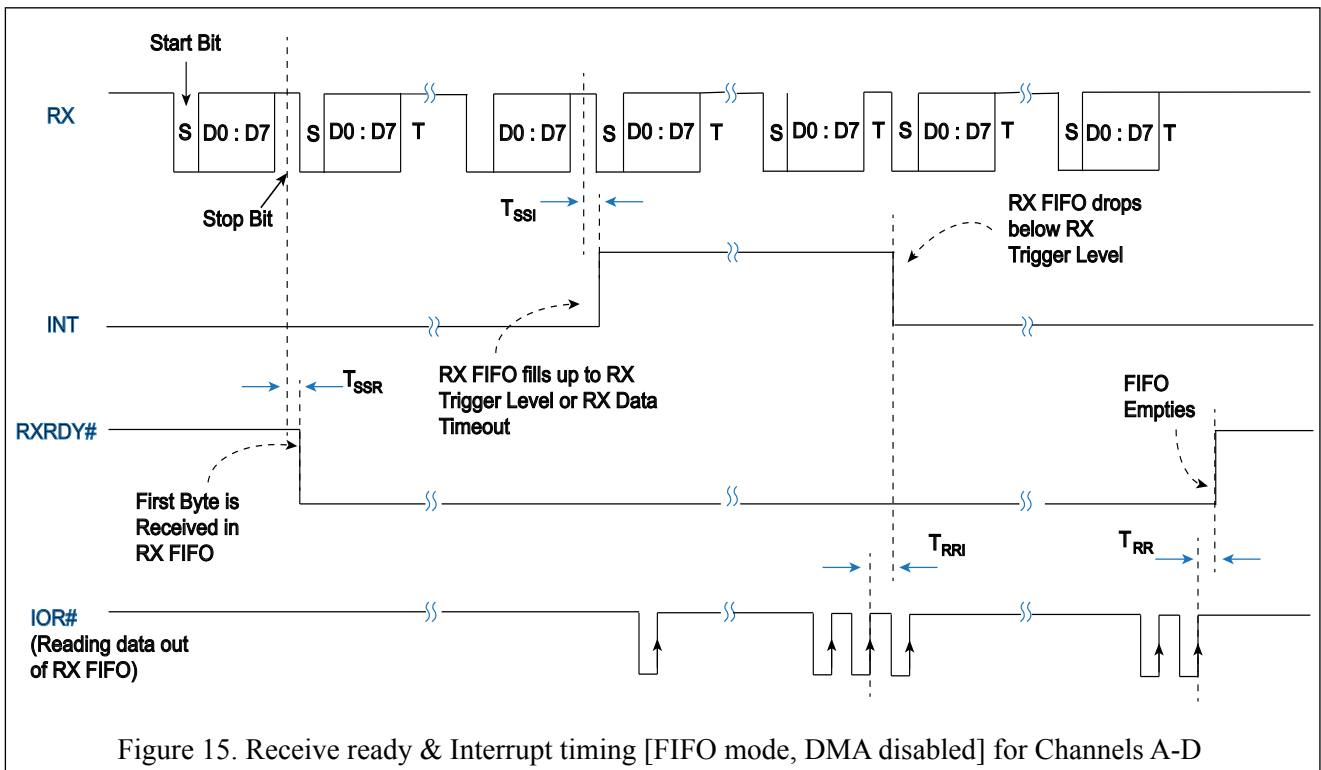 Start Bit
RX
S D0 : D7 S D0 : D7 T D0 : D7 S D0 : D7 T S D0 : D7 T S D0 : D7 T S D0 : D7 T
Stop Bit
TSSI
RX FIFO drops
below RX
Trigger Level
INT
TSSR
RX FIFO fills up to RX
Trigger Level or RX Data
Timeout
FIFO
Empties
RXRDY#
First Byte is
Received in
RX FIFO
TRRI
TRR
IOR#
(Reading data out
of RX FIFO)
Figure 15. Receive ready & Interrupt timing [FIFO mode, DMA disabled] for Channels A-D